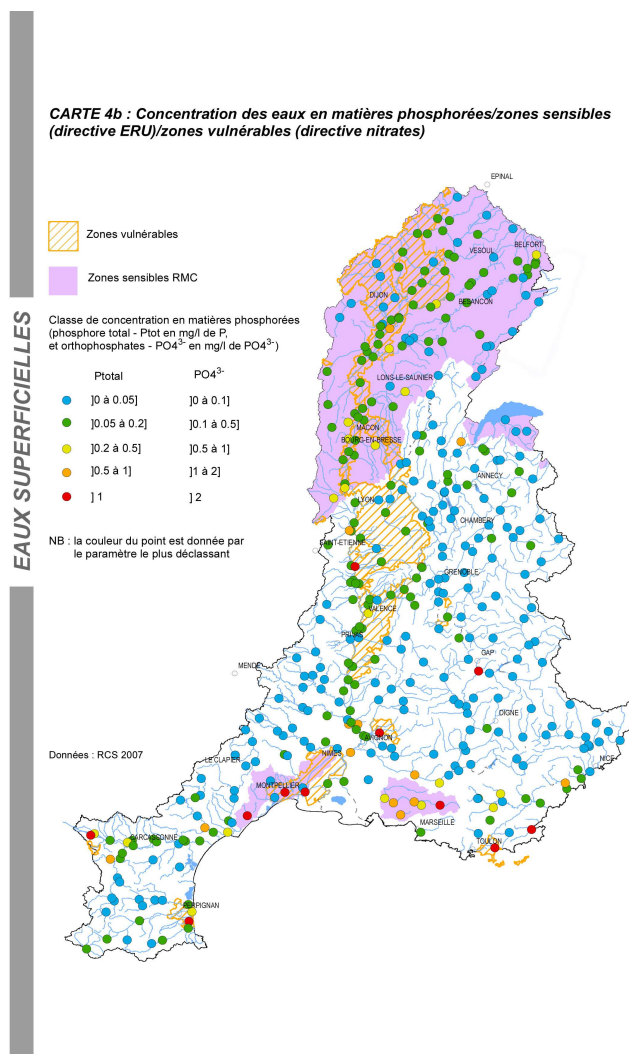 EAUX SUPERFICIELLES
CARTE 4b : Concentration des eaux en matières phosphorées/zones sensibles
(directive ERU)/zones vulnérables (directive nitrates)
Zones vulnérables
Zones sensibles RMC
Classe de concentration en matières phosphorées
(phosphore total - Ptot en mg/l de P,
et orthophosphates - PO4³⁻ en mg/l de PO4³⁻)
Ptotal PO4³⁻
]0 à 0.05] ]0 à 0.1]
]0.05 à 0.2] ]0.1 à 0.5]
]0.2 à 0.5] ]0.5 à 1]
]0.5 à 1] ]1 à 2]
] 1 ] 2
NB : la couleur du point est donnée par
le paramètre le plus déclassant
Données : RCS 2007
EPINAL
VESOUL
BELFORT
DIJON
BESANCON
LONS-LE-SAUNIER
MACON
BOURG-EN-BRESSE
ANNECY
LYON
CHAMBERY
SAINT-ETIENNE
GRENOBLE
VALENCE
PRIVAS
GAP
MENDE
DIGNE
AVIGNON
NIMES
NICE
LE CLAPIER
MONTPELLIER
MARSEILLE
CARCASSONNE
TOULON
PERPIGNAN